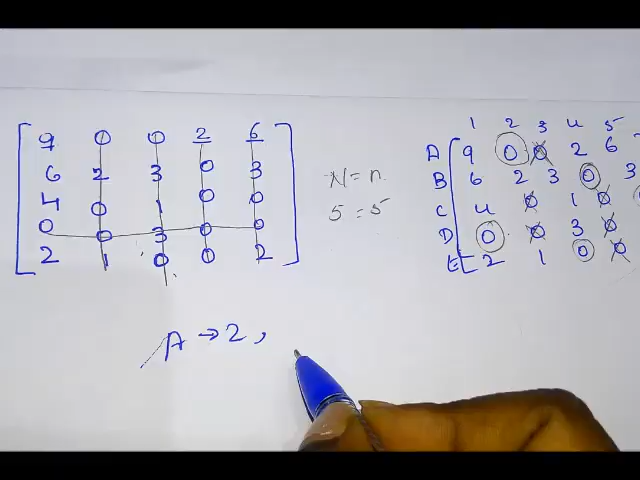 9 0 0 2 6
6 2 3 0 3
4 0 1 0 0
0 0 3 0 0
2 1 0 0 2
N = n.
5 = 5
1 2 3 4 5
A 9 0 0 2 6
B 6 2 3 0 3
C 4 0 1 0
D 0 0 3 0
E 2 1 0 0
A → 2,